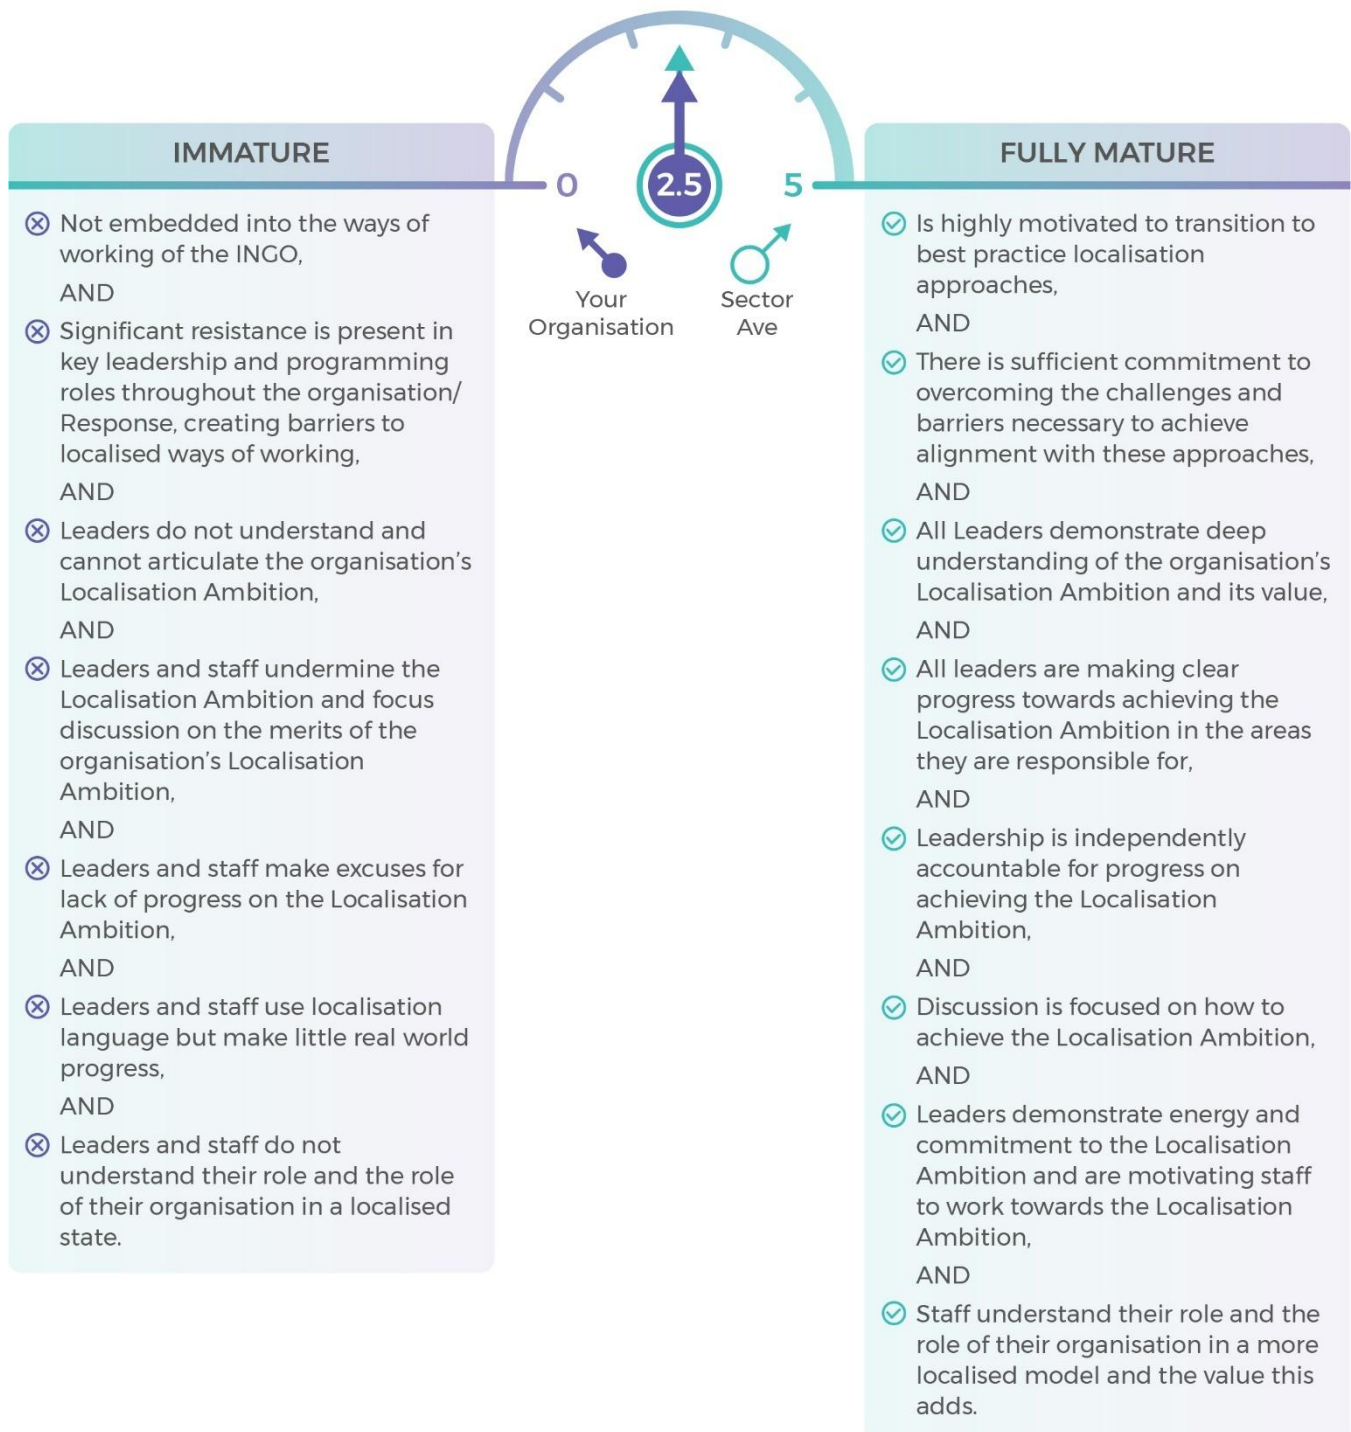 IMMATURE
Not embedded into the ways of
working of the INGO,
AND
Significant resistance is present in
key leadership and programming
roles throughout the organisation/
Response, creating barriers to
localised ways of working,
AND
Leaders do not understand and
cannot articulate the organisation's
Localisation Ambition,
AND
Leaders and staff undermine the
Localisation Ambition and focus
discussion on the merits of the
organisation's Localisation
Ambition,
AND
Leaders and staff make excuses for
lack of progress on the Localisation
Ambition,
AND
Leaders and staff use localisation
language but make little real world
progress,
AND
Leaders and staff do not
understand their role and the role
of their organisation in a localised
state.
0
2.5
5
Your
Organisation
Sector
Ave
FULLY MATURE
Is highly motivated to transition to
best practice localisation
approaches,
AND
There is sufficient commitment to
overcoming the challenges and
barriers necessary to achieve
alignment with these approaches,
AND
All Leaders demonstrate deep
understanding of the organisation's
Localisation Ambition and its value,
AND
All leaders are making clear
progress towards achieving the
Localisation Ambition in the areas
they are responsible for,
AND
Leadership is independently
accountable for progress on
achieving the Localisation
Ambition,
AND
Discussion is focused on how to
achieve the Localisation Ambition,
AND
Leaders demonstrate energy and
commitment to the Localisation
Ambition and are motivating staff
to work towards the Localisation
Ambition,
AND
Staff understand their role and the
role of their organisation in a more
localised model and the value this
adds.